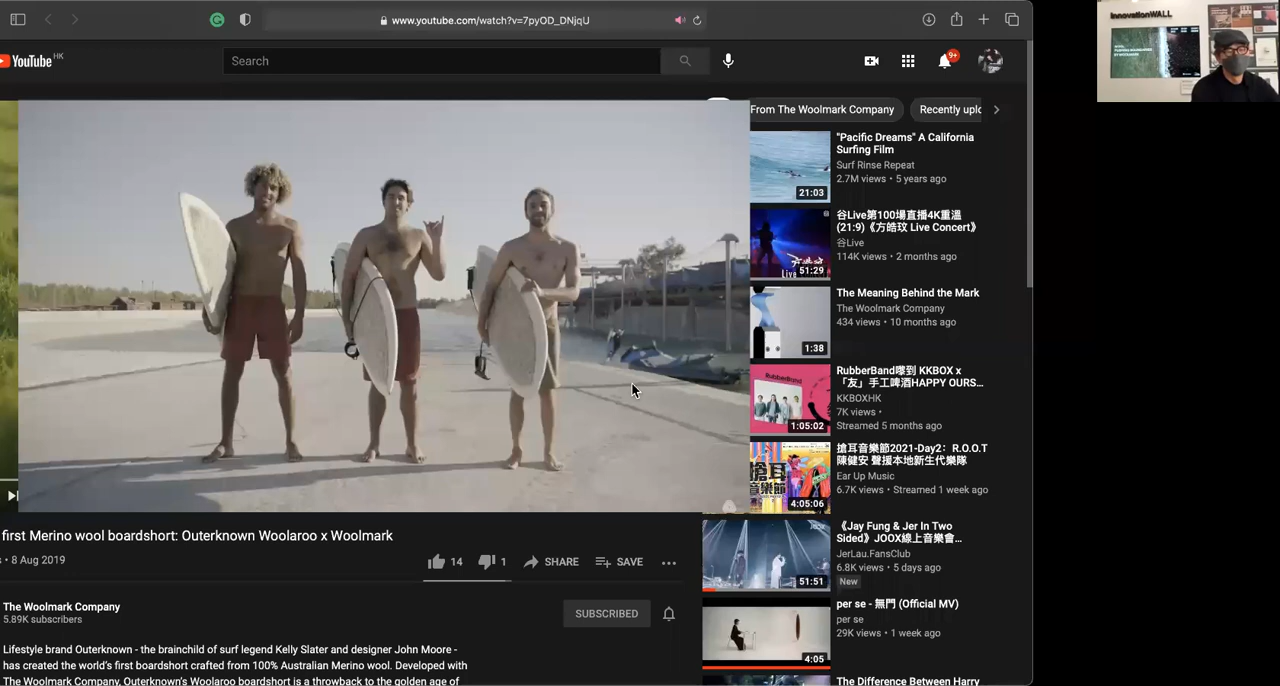 www.youtube.com/watch?v=7pyOD_DNjqU
InnovationWALL
YouTube HK
Search
9+
From The Woolmark Company
Recently uplo
"Pacific Dreams" A California
Surfing Film
Surf Rinse Repeat
2.7M views • 5 years ago
21:03
谷Live第100場直播4K重溫
(21:9)《方皓玟 Live Concert》
谷Live
114K views • 2 months ago
Live
51:29
The Meaning Behind the Mark
The Woolmark Company
434 views • 10 months ago
1:38
RubberBand嚟到 KKBOX x
「友」手工啤酒HAPPY OURS...
KKBOXHK
7K views •
Streamed 5 months ago
RubberBand
1:05:02
搶耳音樂節2021-Day2：R.O.O.T
陳健安 聲援本地新生代樂隊
Ear Up Music
6.7K views • Streamed 1 week ago
4:05:06
《Jay Fung & Jer In Two
Sided》JOOX線上音樂會...
JerLau.FansClub
6.8K views • 5 days ago
New
JOOX
51:51
per se - 無門 (Official MV)
per se
29K views • 1 week ago
4:05
The Difference Between Harry
first Merino wool boardshort: Outerknown Woolaroo x Woolmark
• 8 Aug 2019
14
1
SHARE
SAVE
The Woolmark Company
5.89K subscribers
SUBSCRIBED
Lifestyle brand Outerknown - the brainchild of surf legend Kelly Slater and designer John Moore -
has created the world's first boardshort crafted from 100% Australian Merino wool. Developed with
The Woolmark Company, Outerknown's Woolaroo boardshort is a throwback to the golden age of